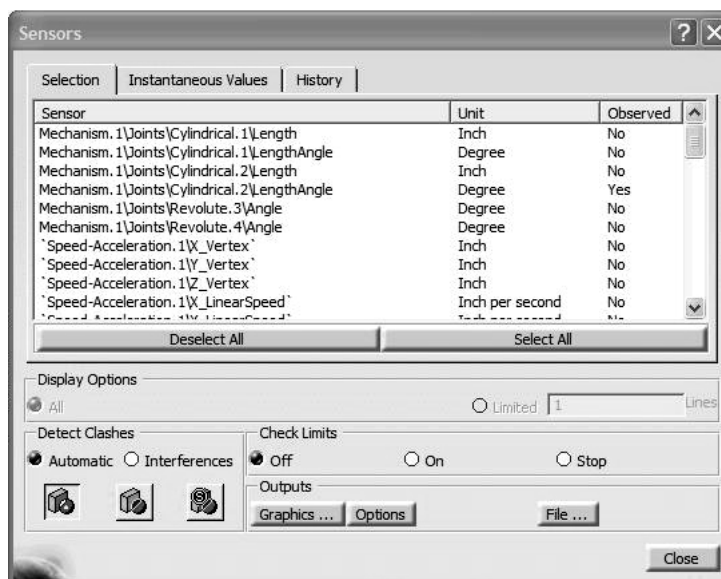 Sensors
Selection Instantaneous Values History
Sensor Unit Observed
Mechanism.1\Joints\Cylindrical.1\Length Inch No
Mechanism.1\Joints\Cylindrical.1\LengthAngle Degree No
Mechanism.1\Joints\Cylindrical.2\Length Inch No
Mechanism.1\Joints\Cylindrical.2\LengthAngle Degree Yes
Mechanism.1\Joints\Revolute.3\Angle Degree No
Mechanism.1\Joints\Revolute.4\Angle Degree No
`Speed-Acceleration.1\X_Vertex` Inch No
`Speed-Acceleration.1\Y_Vertex` Inch No
`Speed-Acceleration.1\Z_Vertex` Inch No
`Speed-Acceleration.1\X_LinearSpeed` Inch per second No
Deselect All Select All
Display Options
All Limited 1 Lines
Detect Clashes Check Limits
Automatic Interferences Off On Stop
Outputs
Graphics ... Options File ...
Close